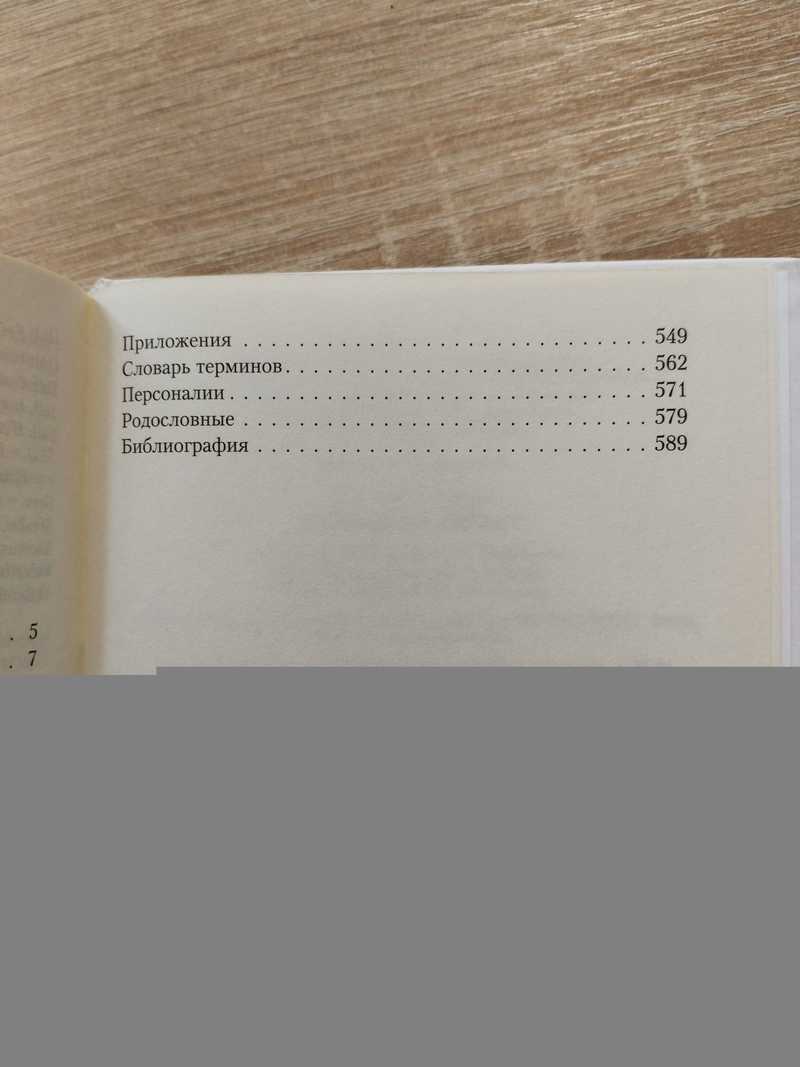 Приложения . . . . . . . . . . . . . . . . . . . . . . . . . . . . . 549
Словарь терминов . . . . . . . . . . . . . . . . . . . . . . . . . . 562
Персоналии . . . . . . . . . . . . . . . . . . . . . . . . . . . . . . 571
Родословные . . . . . . . . . . . . . . . . . . . . . . . . . . . . . 579
Библиография . . . . . . . . . . . . . . . . . . . . . . . . . . . . 589
. 5
. 7